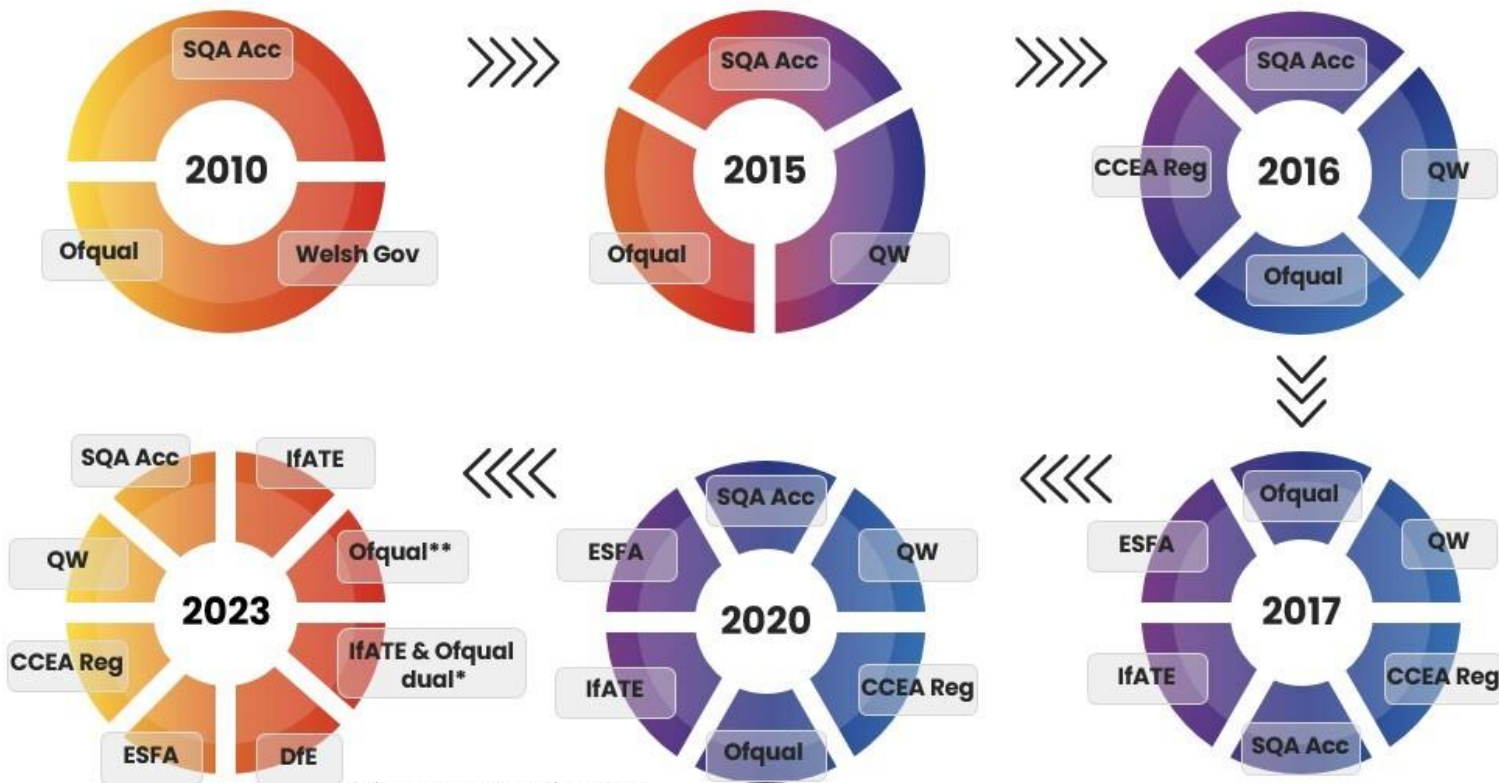 SQA Acc
2010
Ofqual
Welsh Gov
SQA Acc
2015
Ofqual
QW
SQA Acc
CCEA Reg
2016
QW
Ofqual
SQA Acc
IfATE
QW
Ofqual**
2023
CCEA Reg
IfATE & Ofqual
dual*
ESFA
DfE
SQA Acc
ESFA
QW
2020
IfATE
CCEA Reg
Ofqual
Ofqual
ESFA
QW
2017
IfATE
CCEA Reg
SQA Acc